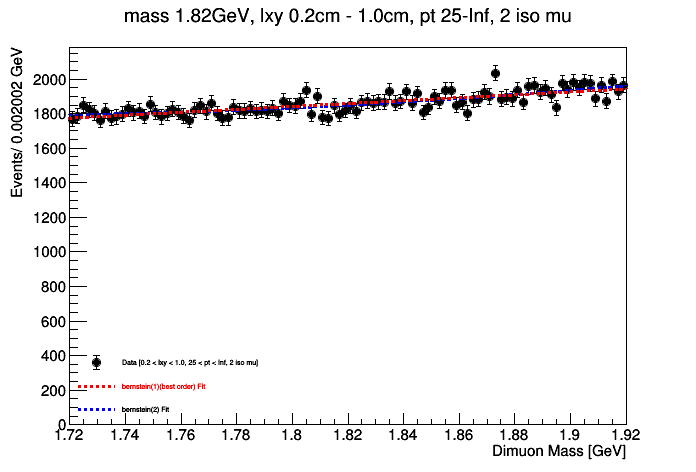 mass 1.82GeV, lxy 0.2cm - 1.0cm, pt 25-Inf, 2 iso mu
Events/ 0.002002 GeV
2000
1800
1600
1400
1200
1000
800
600
400
200
0
Data [0.2 < lxy < 1.0, 25 < pt < Inf, 2 iso mu]
bernstein(1)(best order) Fit
bernstein(2) Fit
1.72 1.74 1.76 1.78 1.8 1.82 1.84 1.86 1.88 1.9 1.92
Dimuon Mass [GeV]